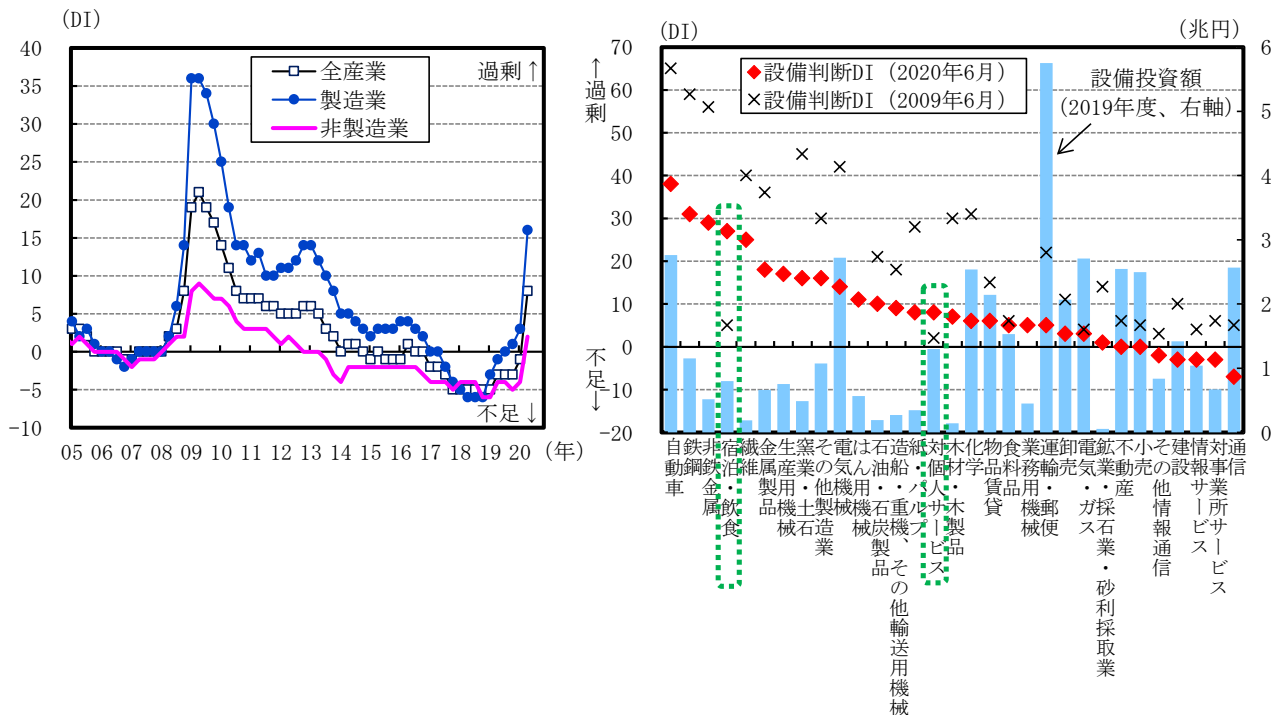 (DI)
40
35
30
25
20
15
10
5
0
-5
-10
全産業
製造業
非製造業
過剰↑
不足↓
05 06 07 08 09 10 11 12 13 14 15 16 17 18 19 20 (年)
(DI)
(兆円)
70
60
50
40
30
20
10
0
-10
-20
←過剰
不足→
設備判断DI (2020年6月)
設備判断DI (2009年6月)
設備投資額
(2019年度、右軸)
6
5
4
3
2
1
0
自動車
鉄鋼
非鉄金属
宿泊・飲食
繊維
金属製品
生産用機械
窯業・土石
その他製造業
電気機械
はん用機械
石油・石炭製品
造船・重機、その他輸送用機械
紙・パルプ
対個人サービス
木材・木製品
化学
物品賃貸
食料品
業務用機械
運輸・郵便
卸売
電気・ガス
鉱業・採石業・砂利採取業
不動産
小売
その他情報通信
建設
情報サービス
対事業所サービス
通信